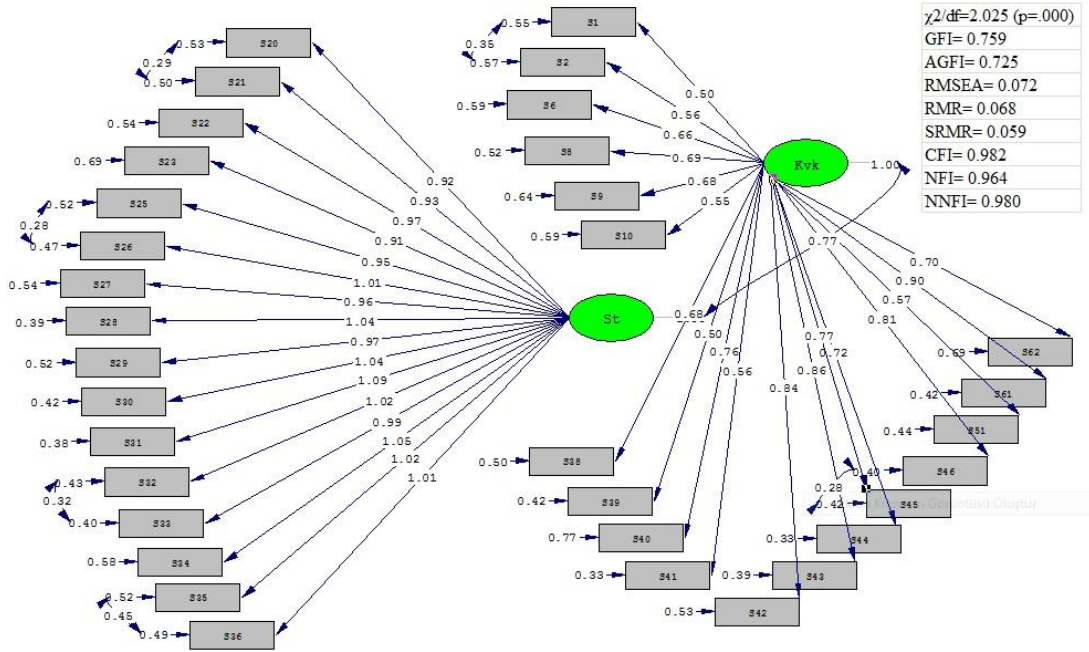 χ2/df=2.025 (p=.000)
GFI= 0.759
AGFI= 0.725
RMSEA= 0.072
RMR= 0.068
SRMR= 0.059
CFI= 0.982
NFI= 0.964
NNFI= 0.980
0.53 S20
0.29
0.50 S21
0.54 S22
0.69 S23
0.52 S25
0.28
0.47 S26
0.54 S27
0.39 S28
0.52 S29
0.42 S30
0.38 S31
0.43 S32
0.32
0.40 S33
0.58 S34
0.52 S35
0.45
0.49 S36
0.92
0.93
0.97
0.91
0.95
1.01
0.96
1.04
0.97
1.04
1.09
1.02
0.99
1.05
1.02
1.01
St
0.55 S1
0.35
0.57 S2
0.59 S6
0.52 S8
0.64 S9
0.59 S10
0.50
0.56
0.66
0.69
0.68
0.55
Kvk
1.00
0.77
0.68
0.50
0.76
0.56
0.84
0.86
0.77
0.72
0.81
0.57
0.90
0.70
0.50 S38
0.42 S39
0.77 S40
0.33 S41
0.53 S42
0.39 S43
0.33 S44
0.42 S45
0.28
0.40 S46
0.44 S51
0.42 S61
0.69 S62
Görüntüsü Oluştur